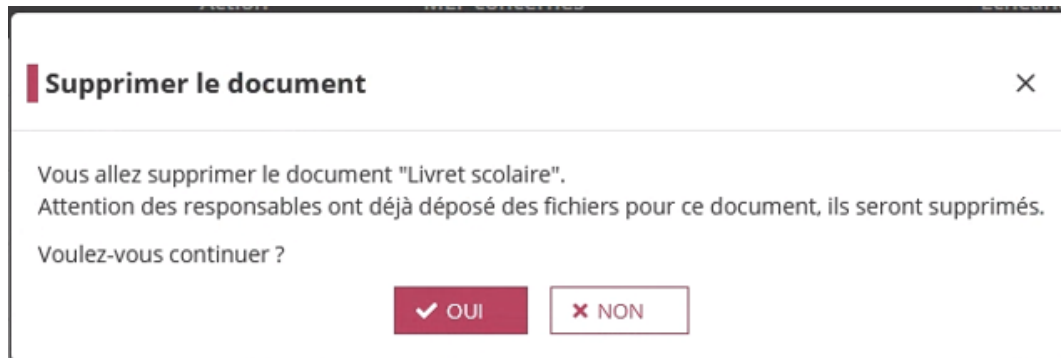 Supprimer le document
Vous allez supprimer le document "Livret scolaire".
Attention des responsables ont déjà déposé des fichiers pour ce document, ils seront supprimés.
Voulez-vous continuer ?
OUI
NON